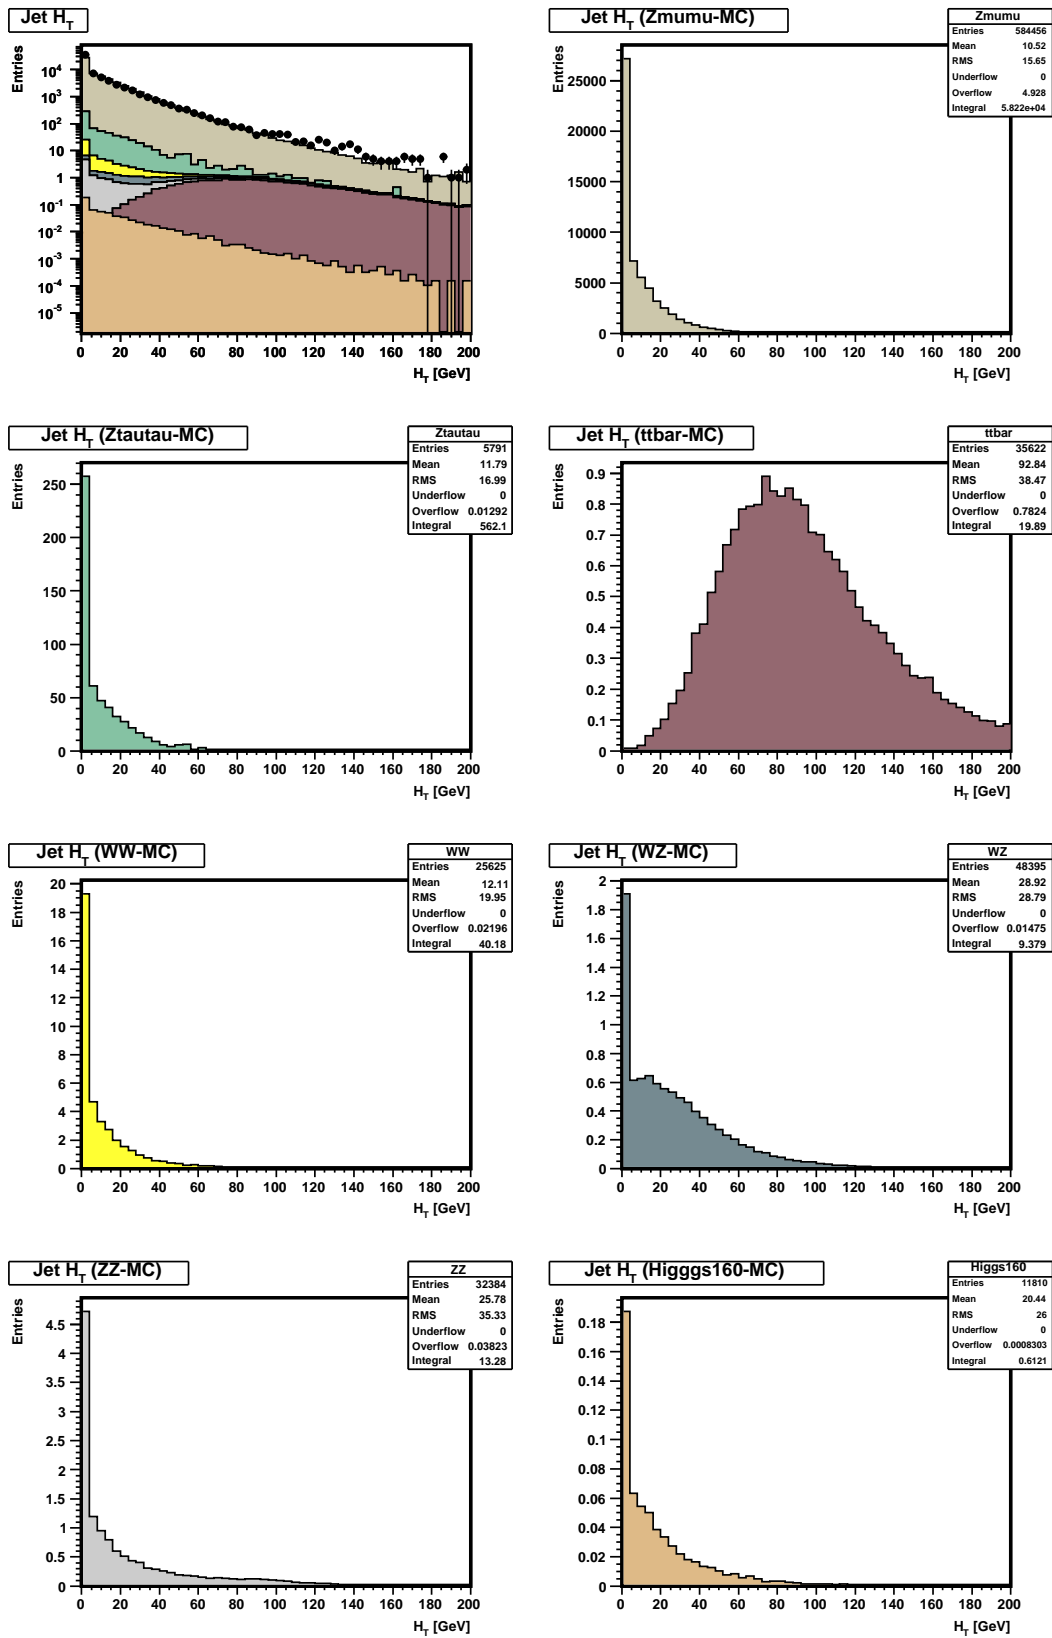 Jet H_T
Entries
10^4
10^3
10^2
10
1
10^-1
10^-2
10^-3
10^-4
10^-5
0 20 40 60 80 100 120 140 160 180 200
H_T [GeV]
Jet H_T (Zmumu-MC)
Zmumu
Entries 584456
Mean 10.52
RMS 15.65
Underflow 0
Overflow 4.928
Integral 5.822e+04
Entries
25000
20000
15000
10000
5000
0
0 20 40 60 80 100 120 140 160 180 200
H_T [GeV]
Jet H_T (Ztautau-MC)
Ztautau
Entries 5791
Mean 11.79
RMS 16.99
Underflow 0
Overflow 0.01292
Integral 562.1
Entries
250
200
150
100
50
0
0 20 40 60 80 100 120 140 160 180 200
H_T [GeV]
Jet H_T (ttbar-MC)
ttbar
Entries 35622
Mean 92.84
RMS 38.47
Underflow 0
Overflow 0.7824
Integral 19.89
Entries
0.9
0.8
0.7
0.6
0.5
0.4
0.3
0.2
0.1
0
0 20 40 60 80 100 120 140 160 180 200
H_T [GeV]
Jet H_T (WW-MC)
WW
Entries 25625
Mean 12.11
RMS 19.95
Underflow 0
Overflow 0.02196
Integral 40.18
Entries
20
18
16
14
12
10
8
6
4
2
0
0 20 40 60 80 100 120 140 160 180 200
H_T [GeV]
Jet H_T (WZ-MC)
WZ
Entries 48395
Mean 28.92
RMS 28.79
Underflow 0
Overflow 0.01475
Integral 9.379
Entries
2
1.8
1.6
1.4
1.2
1
0.8
0.6
0.4
0.2
0
0 20 40 60 80 100 120 140 160 180 200
H_T [GeV]
Jet H_T (ZZ-MC)
ZZ
Entries 32384
Mean 25.78
RMS 35.33
Underflow 0
Overflow 0.03823
Integral 13.28
Entries
4.5
4
3.5
3
2.5
2
1.5
1
0.5
0
0 20 40 60 80 100 120 140 160 180 200
H_T [GeV]
Jet H_T (Higggs160-MC)
Higgs160
Entries 11810
Mean 20.44
RMS 26
Underflow 0
Overflow 0.0008303
Integral 0.6121
Entries
0.18
0.16
0.14
0.12
0.1
0.08
0.06
0.04
0.02
0
0 20 40 60 80 100 120 140 160 180 200
H_T [GeV]